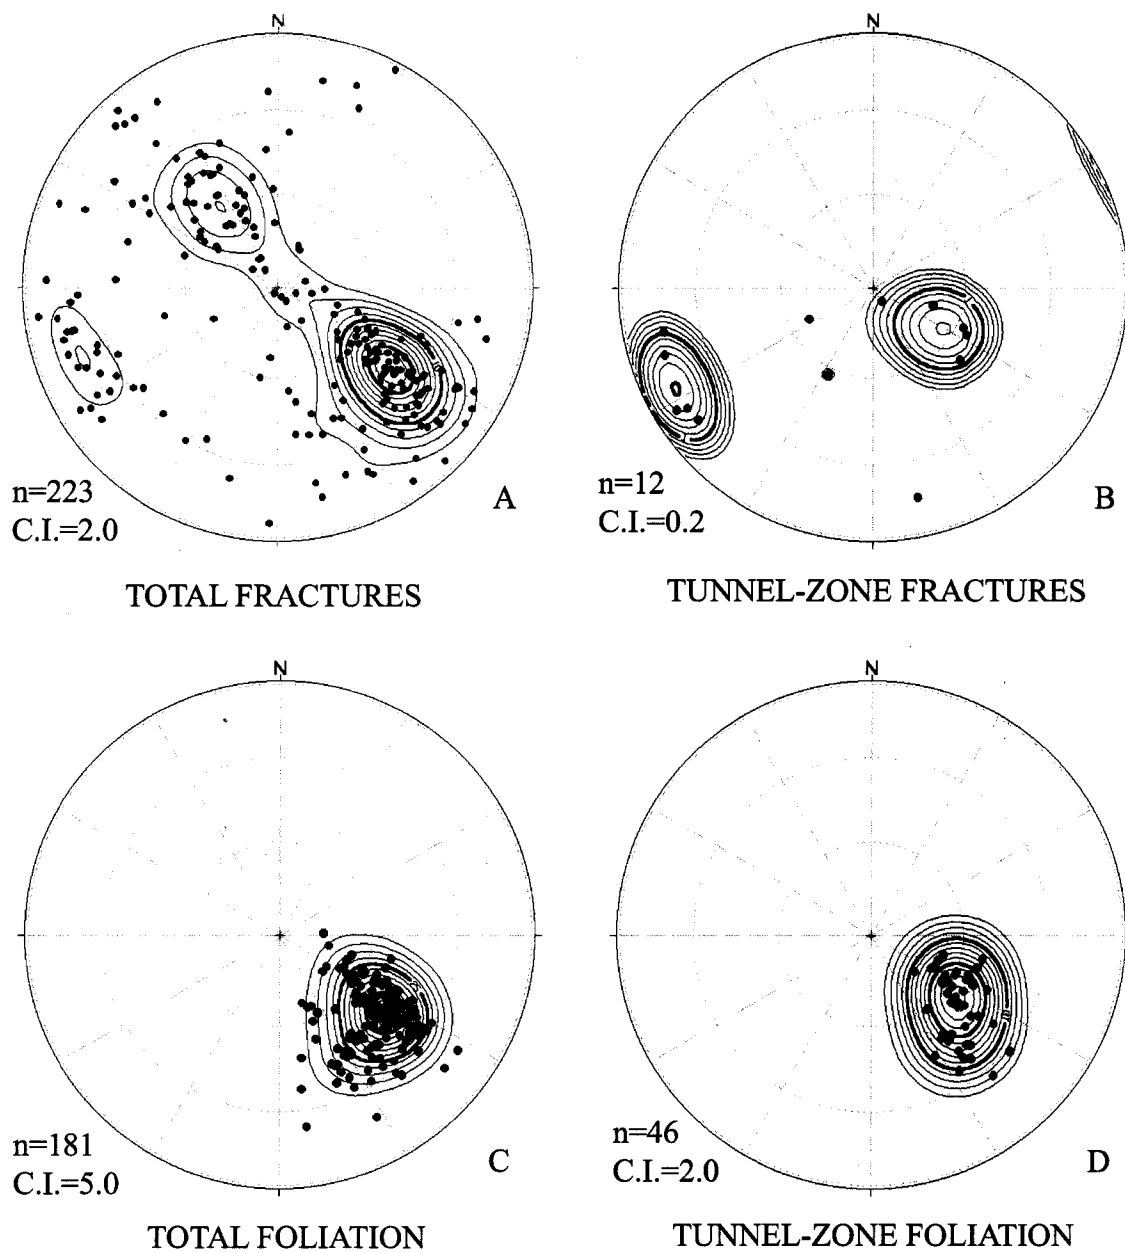 N
N
n=223
C.I.=2.0
A
n=12
C.I.=0.2
B
TOTAL FRACTURES
TUNNEL-ZONE FRACTURES
N
N
n=181
C.I.=5.0
C
n=46
C.I.=2.0
D
TOTAL FOLIATION
TUNNEL-ZONE FOLIATION